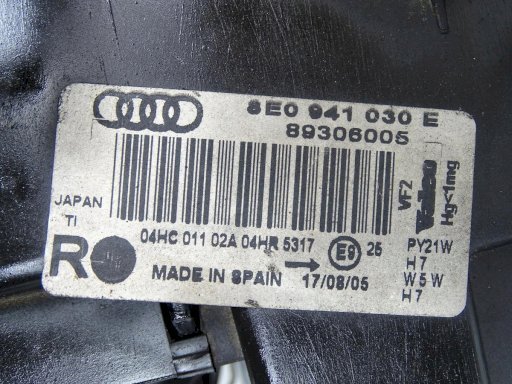 8E0 941 030 E
89306005
JAPAN
TI
VFZ
Valeo
Hg<1mg
04HC 011 02A 04HR 5317
E9
25
PY21W
H7
W5W
H7
R
MADE IN SPAIN
17/08/05